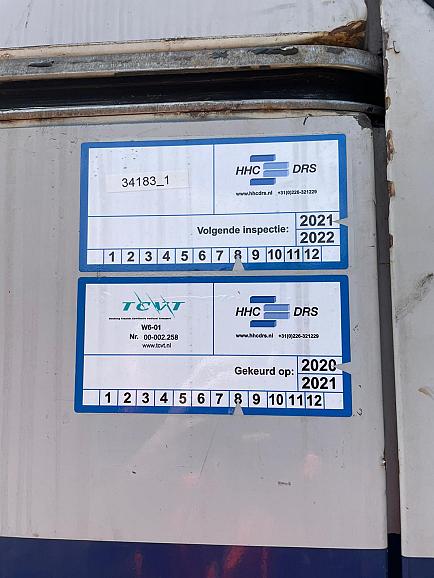 34183_1
HHC DRS
www.hhcdrs.nl +31(0)226-321229
Volgende inspectie: 2021
2022
1 2 3 4 5 6 7 8 9 10 11 12
TCVT
W6-01
Nr. 00-002.258
www.tcvt.nl
HHC DRS
www.hhcdrs.nl +31(0)226-321229
Gekeurd op: 2020
2021
1 2 3 4 5 6 7 8 9 10 11 12